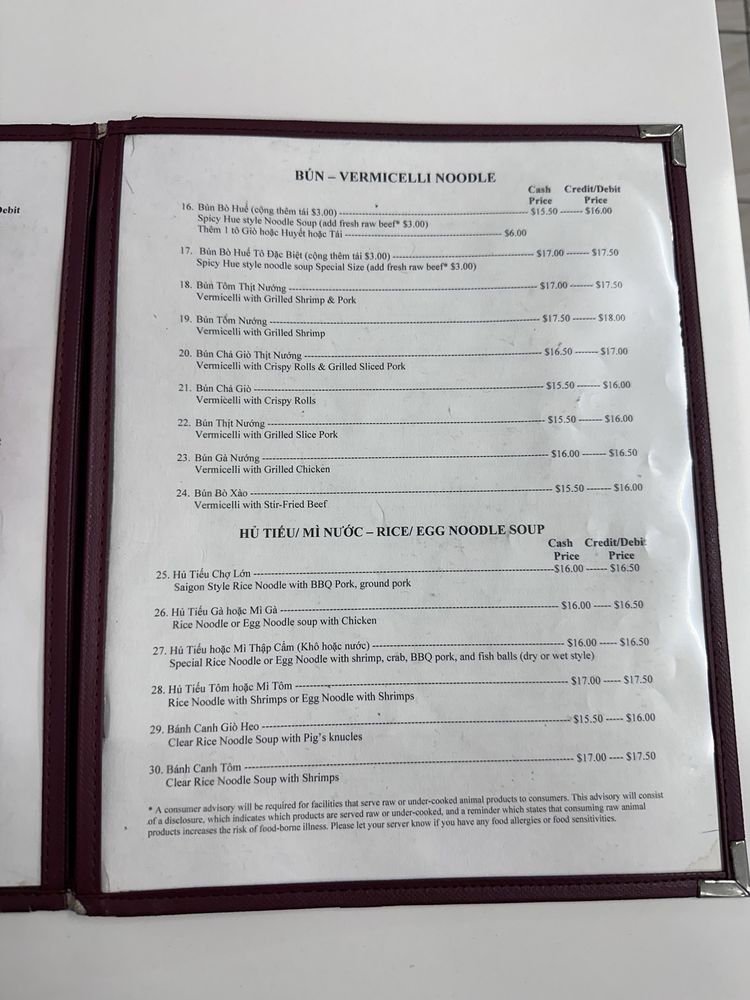 ebit
BÚN – VERMICELLI NOODLE
Cash Credit/Debit
Price Price
16. Bún Bò Huế (cộng thêm tái $3.00) ---- $15.50 ------ $16.00
Spicy Hue style Noodle Soup (add fresh raw beef* $3.00)
Thêm 1 tô Giò hoặc Huyết hoặc Tái ---- $6.00
17. Bún Bò Huế Tô Đặc Biệt (cộng thêm tái $3.00) ---- $17.00 ------ $17.50
Spicy Hue style noodle soup Special Size (add fresh raw beef* $3.00)
18. Bún Tôm Thịt Nướng ---- $17.00 ------ $17.50
Vermicelli with Grilled Shrimp & Pork
19. Bún Tốm Nướng ---- $17.50 ------ $18.00
Vermicelli with Grilled Shrimp
20. Bún Chả Giò Thịt Nướng ---- $16.50 ------ $17.00
Vermicelli with Crispy Rolls & Grilled Sliced Pork
21. Bún Chả Giò ---- $15.50 ------ $16.00
Vermicelli with Crispy Rolls
22. Bún Thịt Nướng ---- $15.50 ------ $16.00
Vermicelli with Grilled Slice Pork
23. Bún Gà Nướng ---- $16.00 ------ $16.50
Vermicelli with Grilled Chicken
24. Bún Bò Xào ---- $15.50 ------ $16.00
Vermicelli with Stir-Fried Beef
HỦ TIẾU/ MÌ NƯỚC – RICE/ EGG NOODLE SOUP
Cash Credit/Debit
Price Price
25. Hủ Tiếu Chợ Lớn ---- $16.00 ----- $16:50
Saigon Style Rice Noodle with BBQ Pork, ground pork
26. Hủ Tiếu Gà hoặc Mì Gà ---- $16.00 ----- $16.50
Rice Noodle or Egg Noodle soup with Chicken
27. Hủ Tiếu hoặc Mì Thập Cẩm (Khô hoặc nước) ---- $16.00 ----- $16.50
Special Rice Noodle or Egg Noodle with shrimp, crab, BBQ pork, and fish balls (dry or wet style)
28. Hủ Tiếu Tôm hoặc Mì Tôm ---- $17.00 ----- $17.50
Rice Noodle with Shrimps or Egg Noodle with Shrimps
29. Bánh Canh Giò Heo ---- $15.50 ---- $16.00
Clear Rice Noodle Soup with Pig's knucles
30. Bánh Canh Tôm ---- $17.00 ---- $17.50
Clear Rice Noodle Soup with Shrimps
* A consumer advisory will be required for facilities that serve raw or under-cooked animal products to consumers. This advisory will consist
of a disclosure, which indicates which products are served raw or under-cooked, and a reminder which states that consuming raw animal
products increases the risk of food-borne illness. Please let your server know if you have any food allergies or food sensitivities.